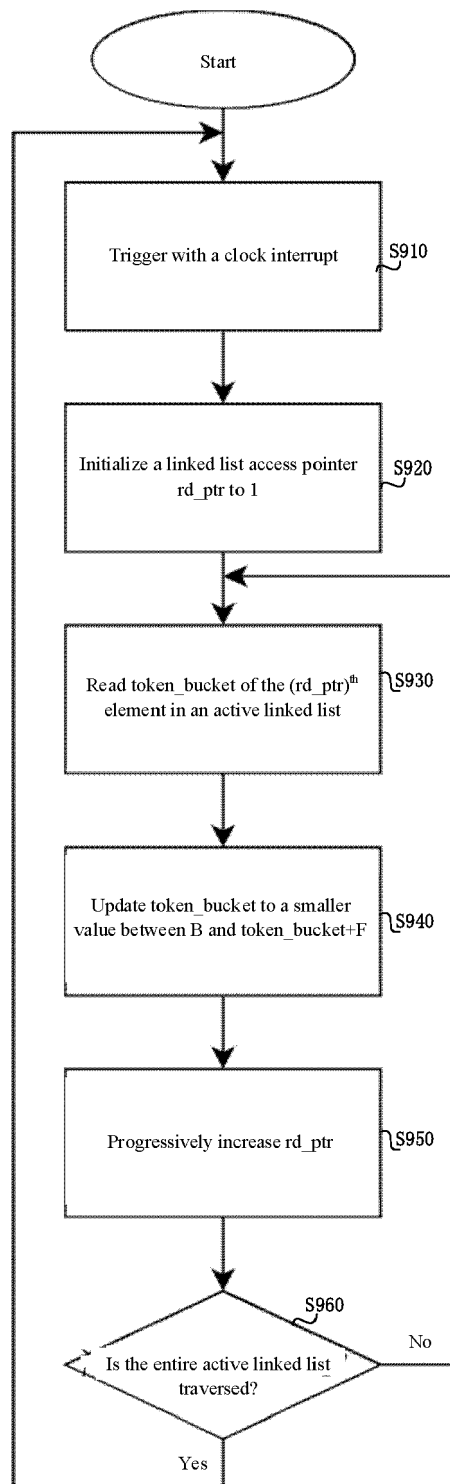 Start
Trigger with a clock interrupt
S910
Initialize a linked list access pointer
rd_ptr to 1
S920
Read token_bucket of the (rd_ptr)th
element in an active linked list
S930
Update token_bucket to a smaller
value between B and token_bucket+F
S940
Progressively increase rd_ptr
S950
S960
Is the entire active linked list
traversed?
No
Yes